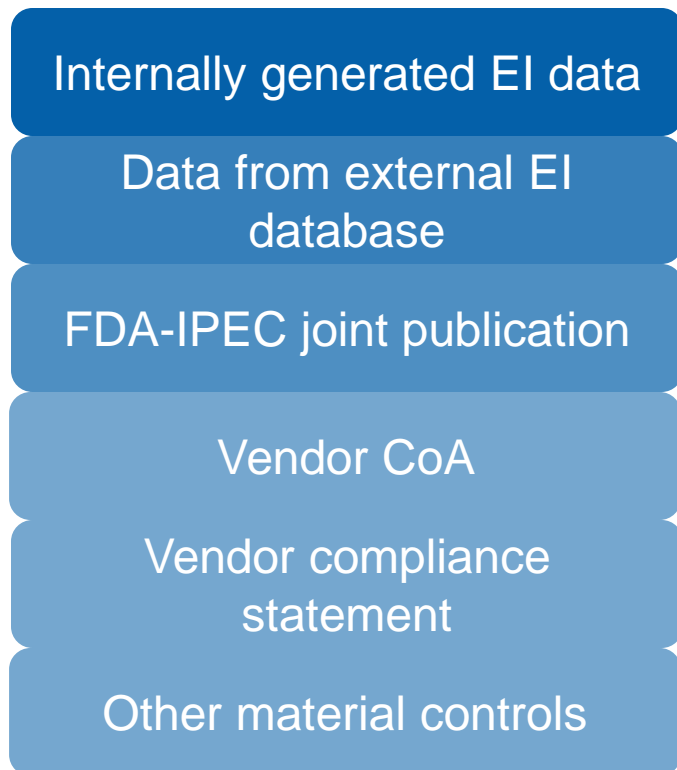 Internally generated EI data
Data from external EI
database
FDA-IPEC joint publication
Vendor CoA
Vendor compliance
statement
Other material controls